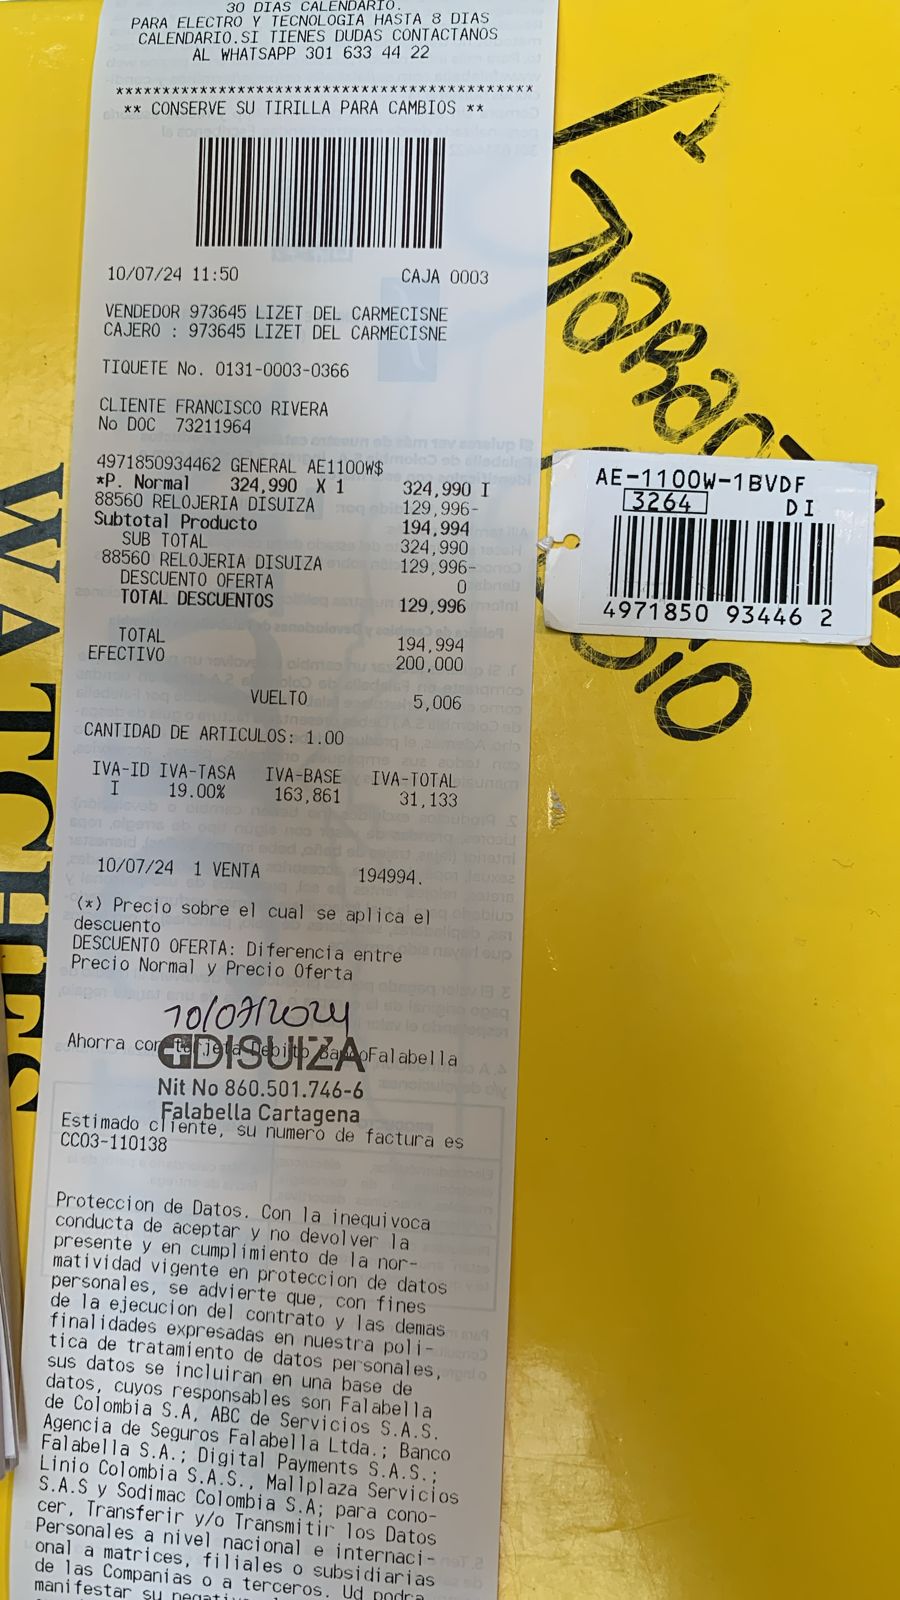 30 DIAS CALENDARIO.
PARA ELECTRO Y TECNOLOGIA HASTA 8 DIAS
CALENDARIO.SI TIENES DUDAS CONTACTANOS
AL WHATSAPP 301 633 44 22
******************************************
** CONSERVE SU TIRILLA PARA CAMBIOS **
10/07/24 11:50 CAJA 0003
VENDEDOR 973645 LIZET DEL CARMECISNE
CAJERO : 973645 LIZET DEL CARMECISNE
TIQUETE No. 0131-0003-0366
CLIENTE FRANCISCO RIVERA
No DOC 73211964
4971850934462 GENERAL AE1100W$
*P. Normal 324,990 X 1 324,990 I
88560 RELOJERIA DISUIZA 129,996-
Subtotal Producto 194,994
SUB TOTAL 324,990
88560 RELOJERIA DISUIZA 129,996-
DESCUENTO OFERTA 0
TOTAL DESCUENTOS 129,996
TOTAL 194,994
EFECTIVO 200,000
VUELTO 5,006
CANTIDAD DE ARTICULOS: 1.00
IVA-ID IVA-TASA IVA-BASE IVA-TOTAL
I 19.00% 163,861 31,133
10/07/24 1 VENTA 194994.
(*) Precio sobre el cual se aplica el
descuento
DESCUENTO OFERTA: Diferencia entre
Precio Normal y Precio Oferta
10/07/2024
Ahorra con tarjeta Debito BancoFalabella
DISUIZA
Nit No 860.501.746-6
Falabella Cartagena
Estimado cliente, su numero de factura es
CC03-110138
Proteccion de Datos. Con la inequivoca
conducta de aceptar y no devolver la
presente y en cumplimiento de la nor-
matividad vigente en proteccion de datos
personales, se advierte que, con fines
de la ejecucion del contrato y las demas
finalidades expresadas en nuestra poli-
tica de tratamiento de datos personales,
sus datos se incluiran en una base de
datos, cuyos responsables son Falabella
de Colombia S.A, ABC de Servicios S.A.S.
Agencia de Seguros Falabella Ltda.; Banco
Falabella S.A.; Digital Payments S.A.S.;
Linio Colombia S.A.S., Mallplaza Servicios
S.A.S y Sodimac Colombia S.A; para cono-
cer, Transferir y/o Transmitir los Datos
Personales a nivel nacional e internaci-
onal a matrices, filiales o subsidiarias
de las Companias o a terceros. Ud podra
manifestar su
AE-1100W-1BVDF
3264 DI
4971850 93446 2
WATCHES